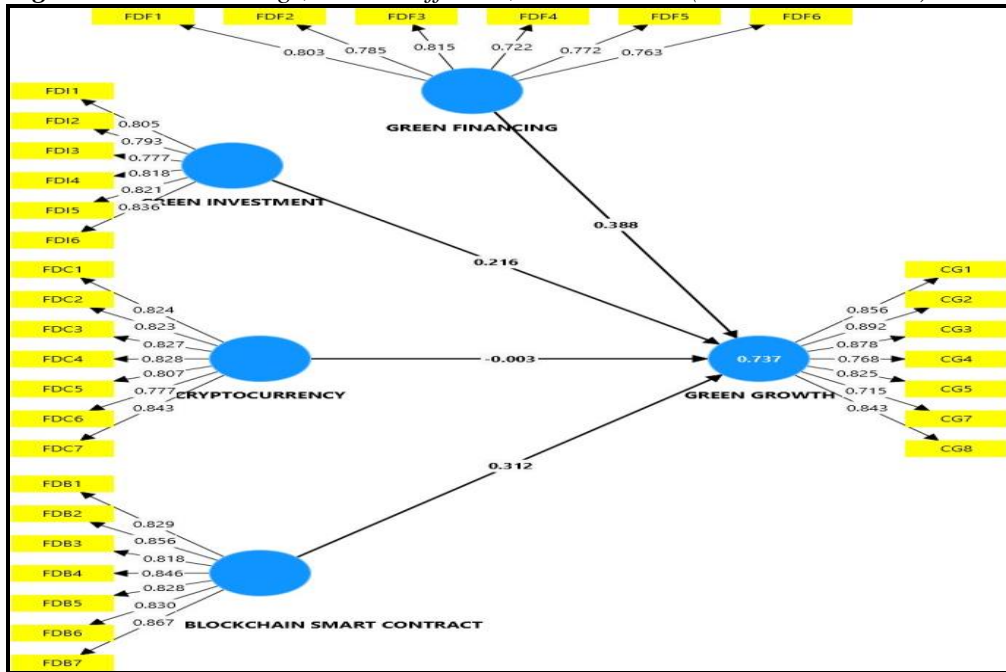 FDF1 FDF2 FDF3 FDF4 FDF5 FDF6
0.803 0.785 0.815 0.722 0.772 0.763
GREEN FINANCING
FDI1
FDI2
FDI3
FDI4
FDI5
FDI6
0.805
0.793
0.777
0.818
0.821
0.836
GREEN INVESTMENT
0.388
0.216
FDC1
FDC2
FDC3
FDC4
FDC5
FDC6
FDC7
0.824
0.823
0.827
0.828
0.807
0.777
0.843
CRYPTOCURRENCY
-0.003
0.737
GREEN GROWTH
0.856
0.892
0.878
0.768
0.825
0.715
0.843
CG1
CG2
CG3
CG4
CG5
CG7
CG8
0.312
FDB1
FDB2
FDB3
FDB4
FDB5
FDB6
FDB7
0.829
0.856
0.818
0.846
0.828
0.830
0.867
BLOCKCHAIN SMART CONTRACT